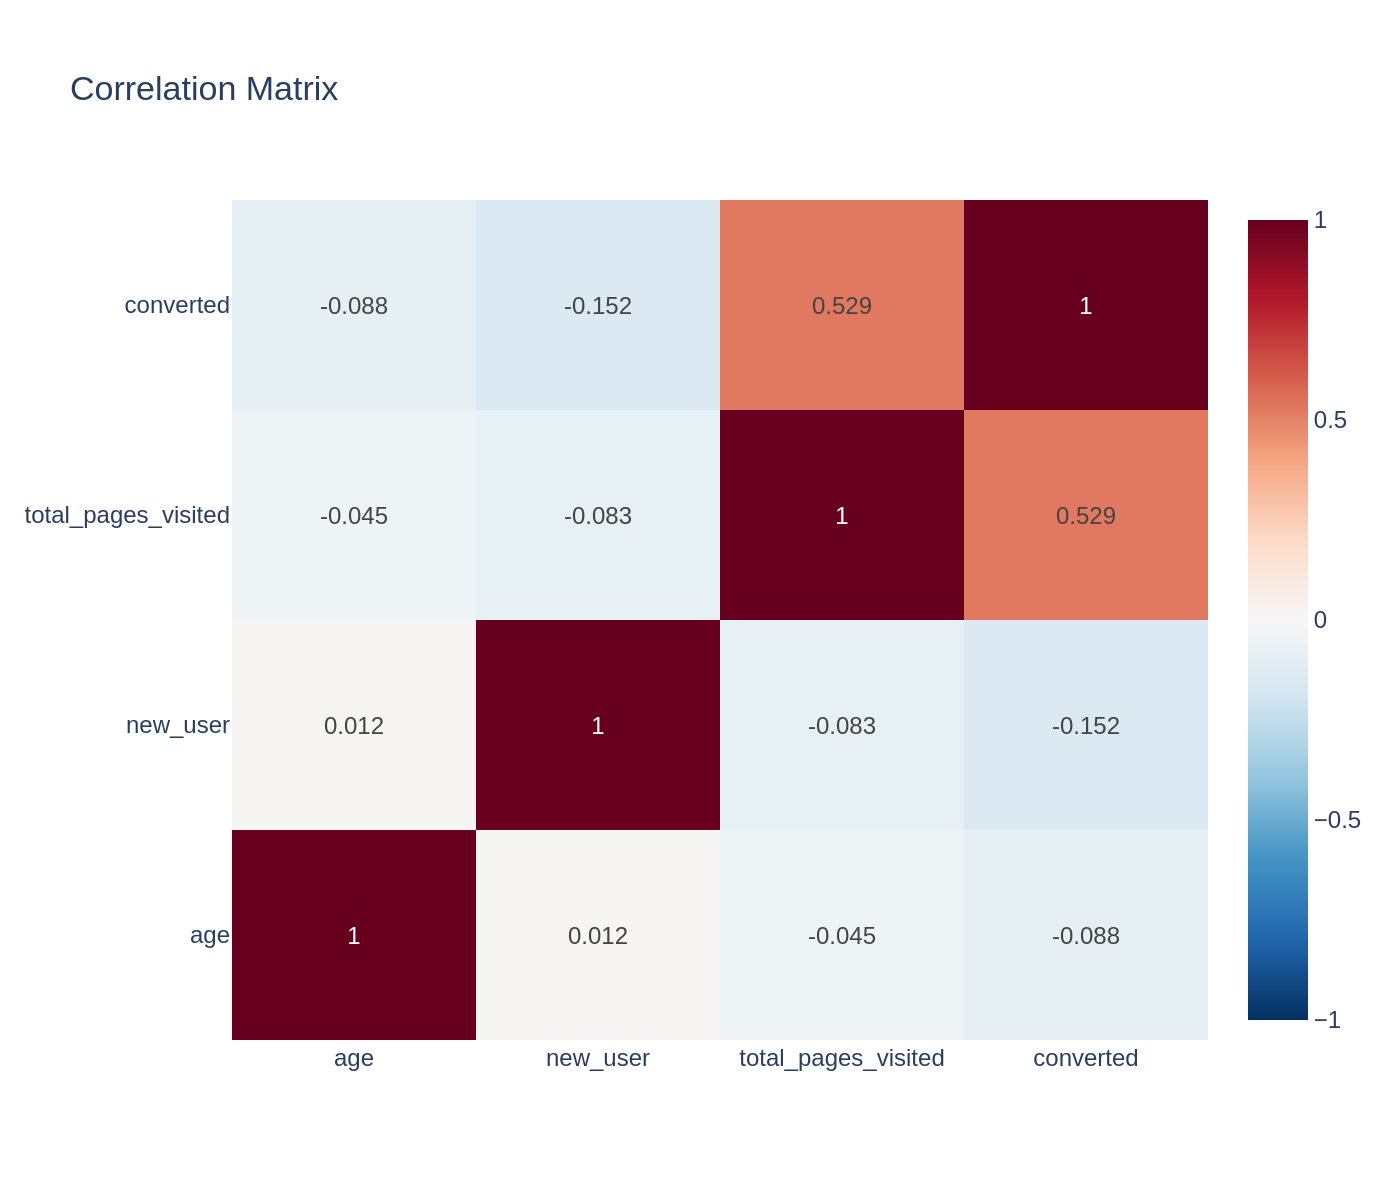 Correlation Matrix
converted
-0.088
-0.152
0.529
1
total_pages_visited
-0.045
-0.083
1
0.529
new_user
0.012
1
-0.083
-0.152
age
1
0.012
-0.045
-0.088
age
new_user
total_pages_visited
converted
1
0.5
0
−0.5
−1